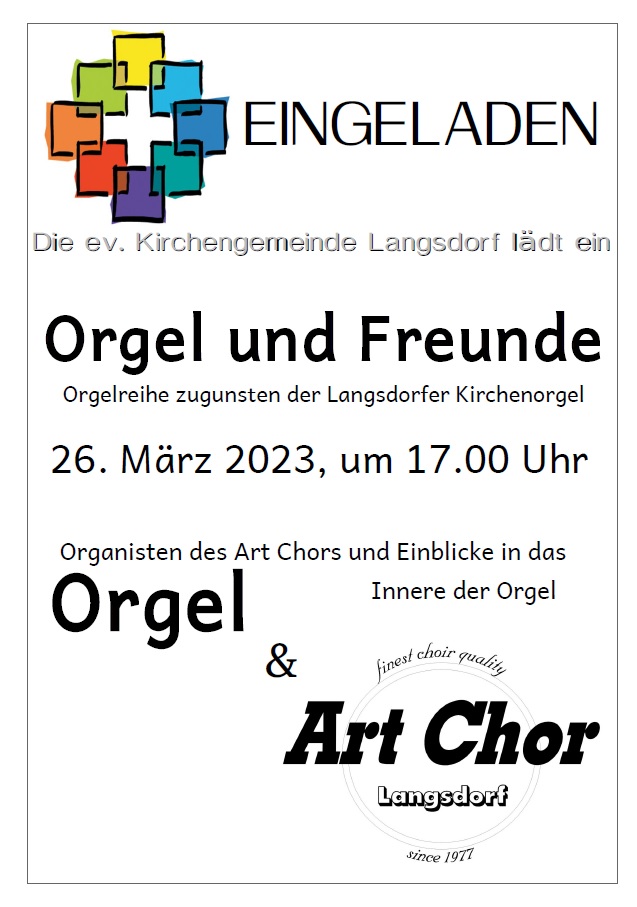 EINGELADEN
Die ev. Kirchengemeinde Langsdorf lädt ein
Orgel und Freunde
Orgelreihe zugunsten der Langsdorfer Kirchenorgel
26. März 2023, um 17.00 Uhr
Organisten des Art Chors und Einblicke in das
Innere der Orgel
Orgel
&
finest choir quality
Art Chor
Langsdorf
since 1977